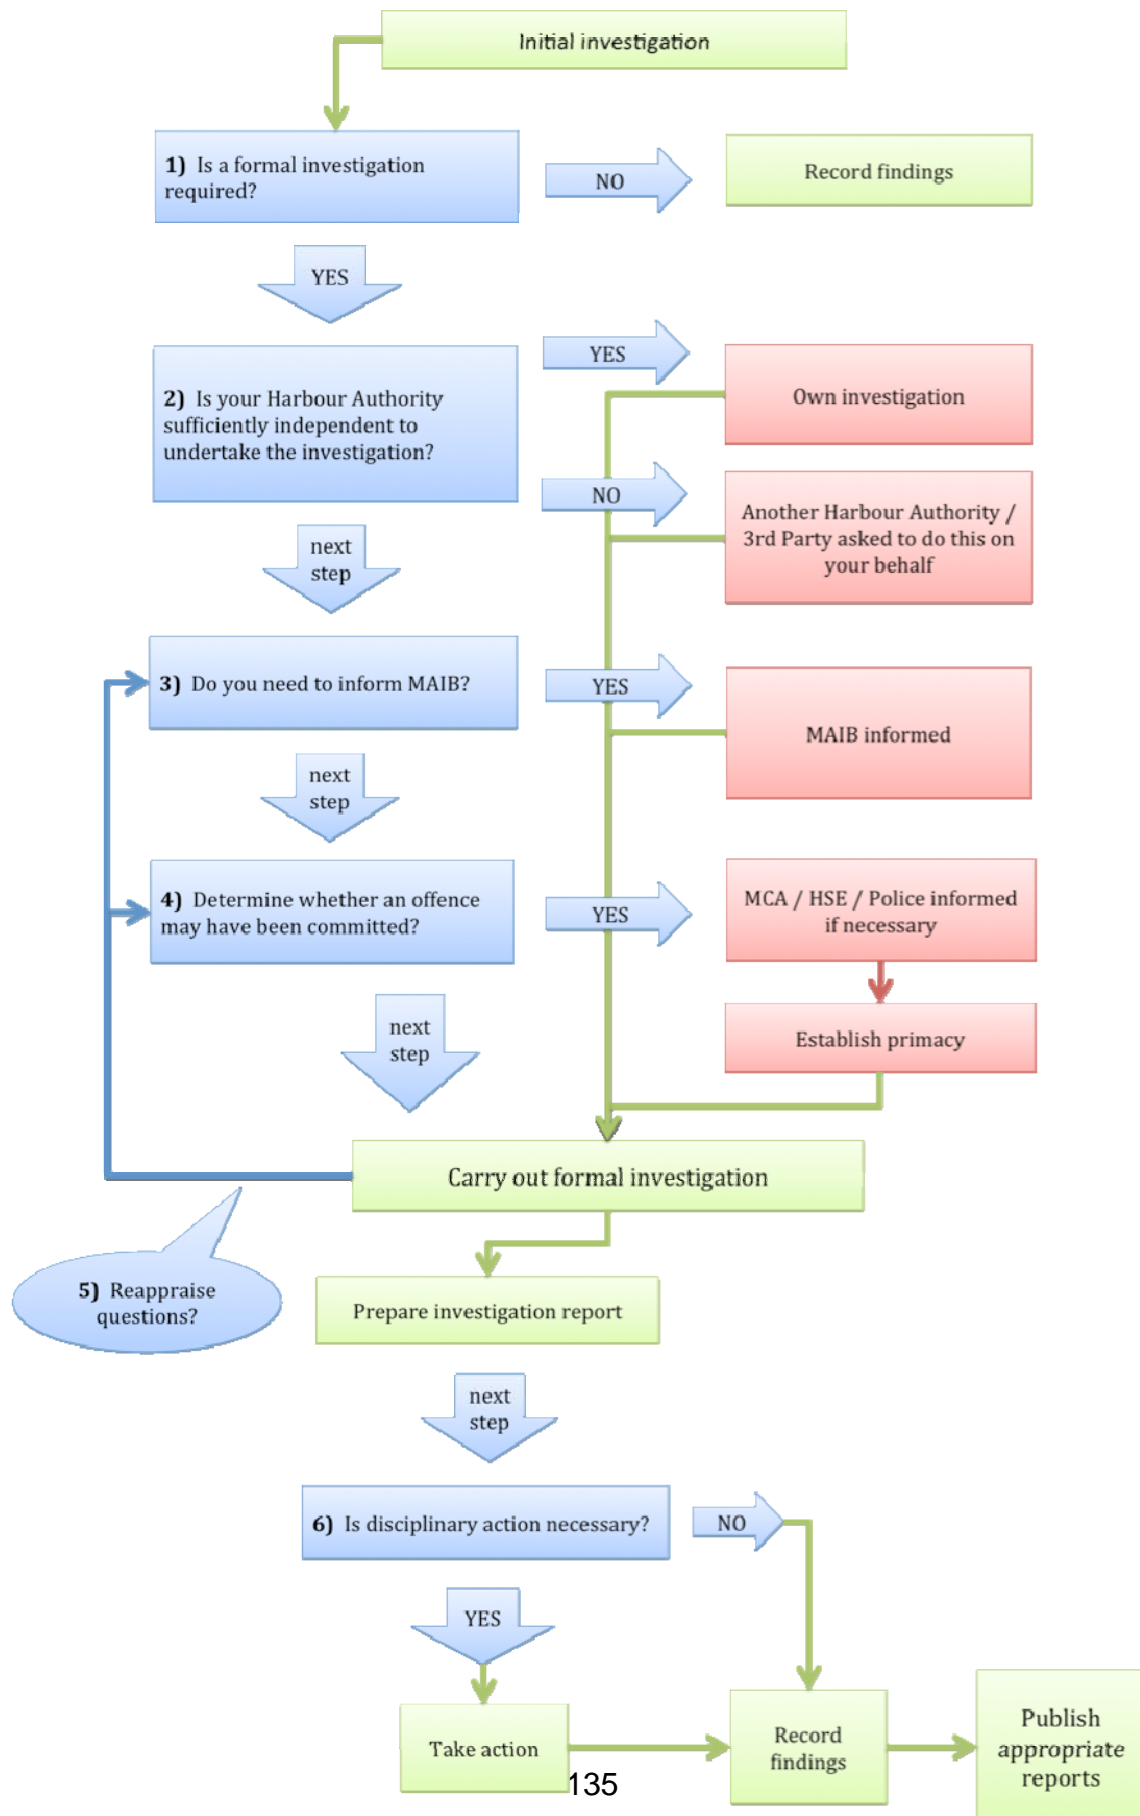 Initial investigation
1) Is a formal investigation
required?
NO
Record findings
YES
2) Is your Harbour Authority
sufficiently independent to
undertake the investigation?
YES
Own investigation
NO
Another Harbour Authority /
3rd Party asked to do this on
your behalf
next
step
3) Do you need to inform MAIB?
YES
MAIB informed
next
step
4) Determine whether an offence
may have been committed?
YES
MCA / HSE / Police informed
if necessary
Establish primacy
next
step
Carry out formal investigation
5) Reappraise
questions?
Prepare investigation report
next
step
6) Is disciplinary action necessary?
NO
YES
Take action
Record
findings
Publish
appropriate
reports
135